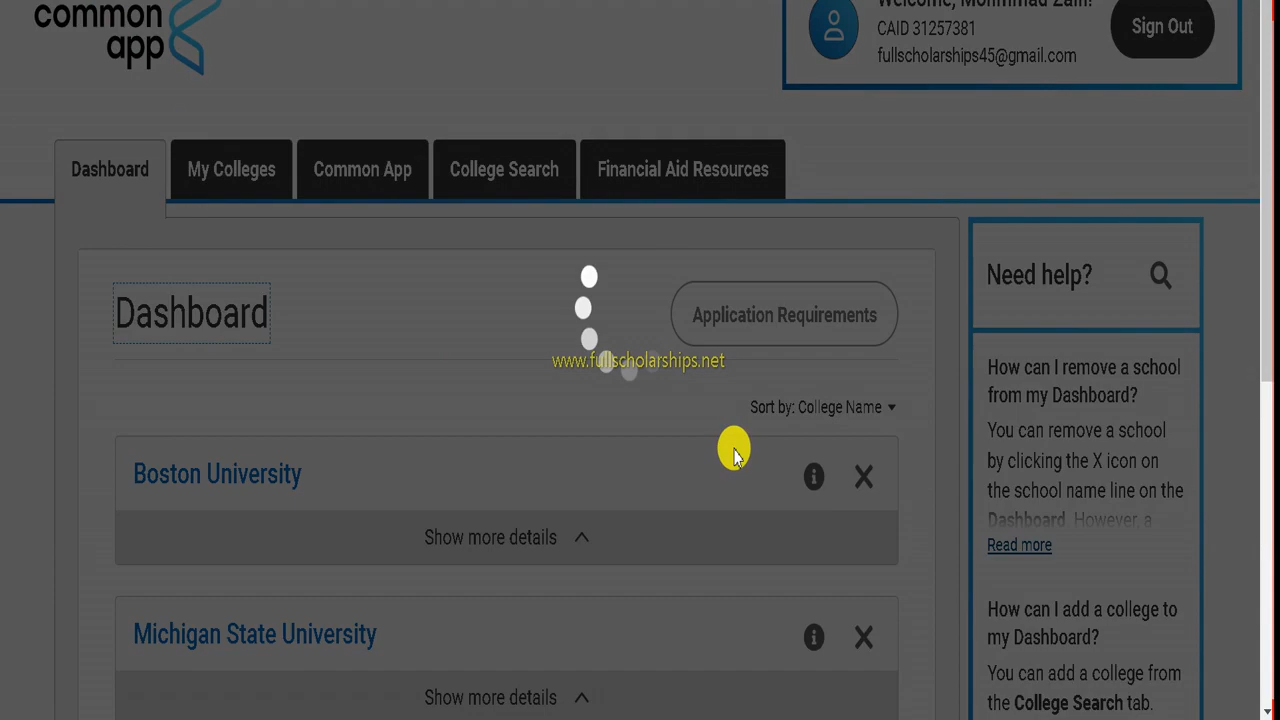 common
app
Welcome, Mohmmad Zain!
CAID 31257381
fullscholarships45@gmail.com
Sign Out
Dashboard
My Colleges
Common App
College Search
Financial Aid Resources
Dashboard
Application Requirements
www.fullscholarships.net
Sort by: College Name
Boston University
Show more details
Michigan State University
Show more details
Need help?
How can I remove a school
from my Dashboard?
You can remove a school
by clicking the X icon on
the school name line on the
Dashboard. However, a
Read more
How can I add a college to
my Dashboard?
You can add a college from
the College Search tab.